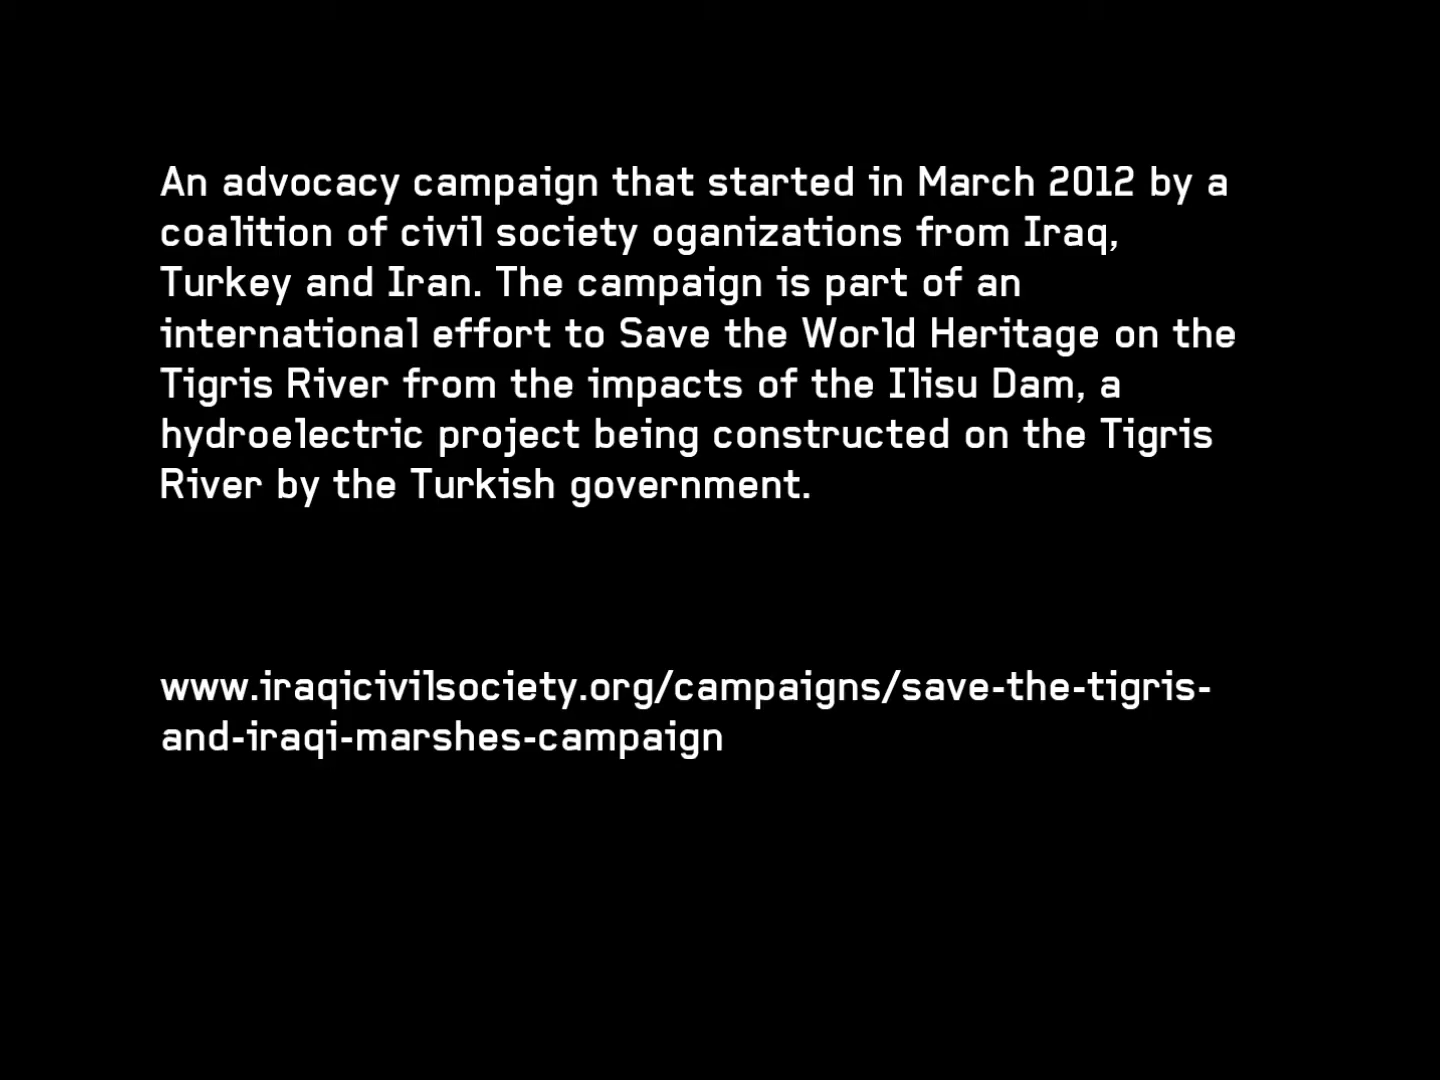 An advocacy campaign that started in March 2012 by a
coalition of civil society oganizations from Iraq,
Turkey and Iran. The campaign is part of an
international effort to Save the World Heritage on the
Tigris River from the impacts of the Ilisu Dam, a
hydroelectric project being constructed on the Tigris
River by the Turkish government.
www.iraqicivilsociety.org/campaigns/save-the-tigris-
and-iraqi-marshes-campaign